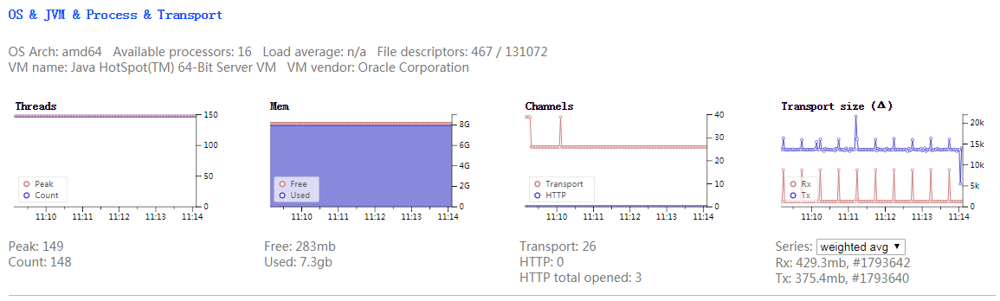 OS & JVM & Process & Transport
OS Arch: amd64 Available processors: 16 Load average: n/a File descriptors: 467 / 131072
VM name: Java HotSpot(TM) 64-Bit Server VM VM vendor: Oracle Corporation
Threads
150
100
50
0
Peak
Count
11:10 11:11 11:12 11:13 11:14
Peak: 149
Count: 148
Mem
8G
6G
4G
2G
0
Free
Used
11:10 11:11 11:12 11:13 11:14
Free: 283mb
Used: 7.3gb
Channels
40
30
20
10
0
Transport
HTTP
11:10 11:11 11:12 11:13 11:14
Transport: 26
HTTP: 0
HTTP total opened: 3
Transport size (Δ)
20k
15k
10k
5k
0
Rx
Tx
11:10 11:11 11:12 11:13 11:14
Series: weighted avg
Rx: 429.3mb, #1793642
Tx: 375.4mb, #1793640